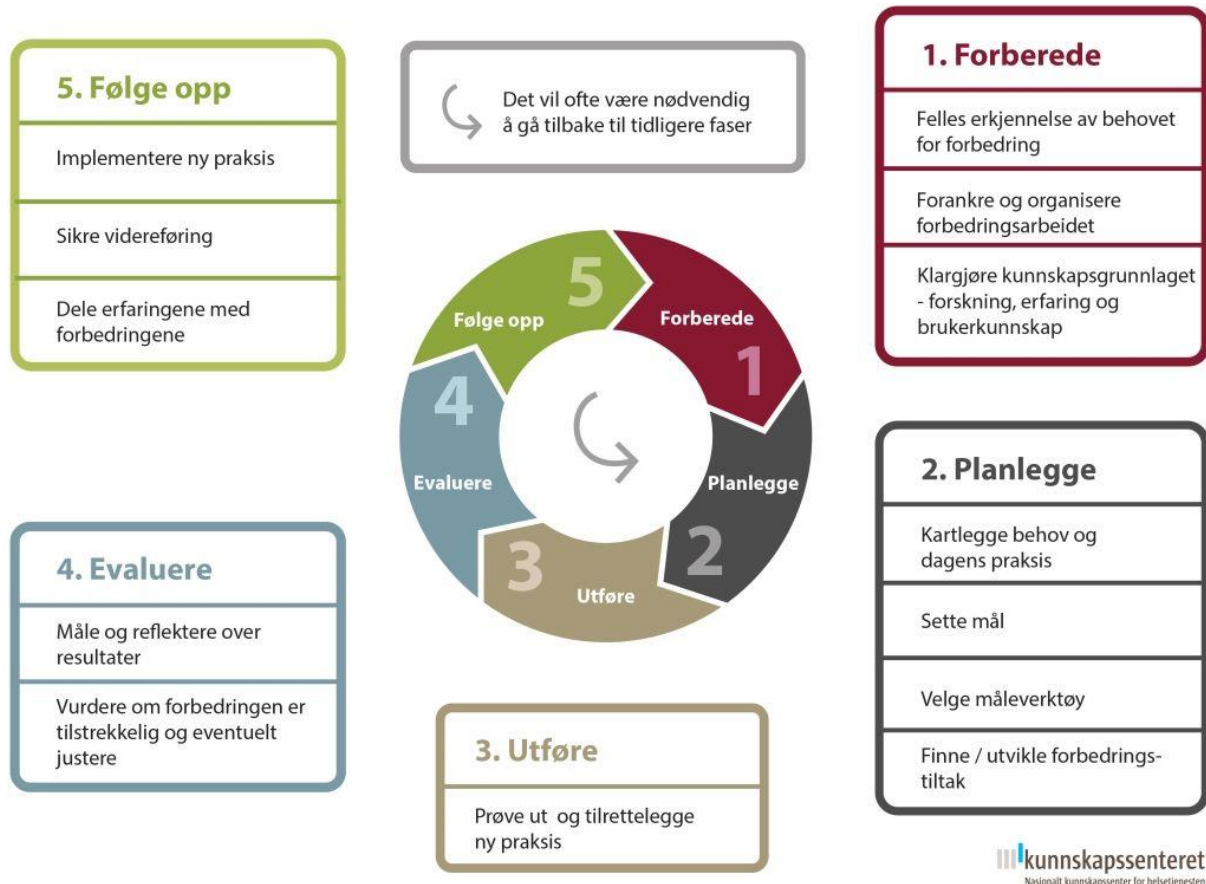 5. Følge opp
Implementere ny praksis
Sikre videreføring
Dele erfaringene med
forbedringene
Det vil ofte være nødvendig
å gå tilbake til tidligere faser
1. Forberede
Felles erkjennelse av behovet
for forbedring
Forankre og organisere
forbedringsarbeidet
Klargjøre kunnskapsgrunnlaget
- forskning, erfaring og
brukerkunnskap
5
Følge opp
Forberede
1
4
Evaluere
Planlegge
2
3
Utføre
2. Planlegge
Kartlegge behov og
dagens praksis
Sette mål
Velge måleverktøy
Finne / utvikle forbedrings-
tiltak
4. Evaluere
Måle og reflektere over
resultater
Vurdere om forbedringen er
tilstrekkelig og eventuelt
justere
3. Utføre
Prøve ut og tilrettelegge
ny praksis
kunnskapssenteret
Nasjonalt kunnskapssenter for helsetjenesten